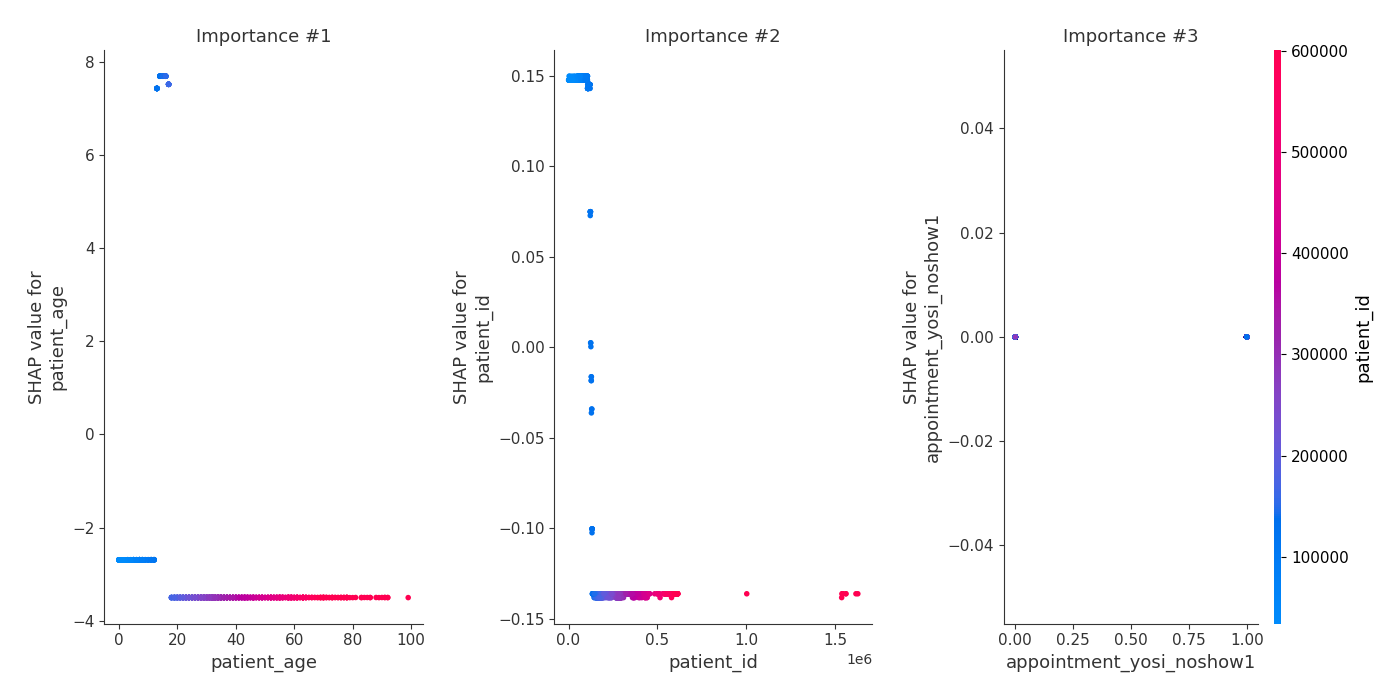 Importance #1
8
6
4
2
0
−2
−4
0
20
40
60
80
100
SHAP value for
patient_age
patient_age
Importance #2
0.15
0.10
0.05
0.00
−0.05
−0.10
−0.15
0.0
0.5
1.0
1.5
1e6
SHAP value for
patient_id
patient_id
Importance #3
0.04
0.02
0.00
−0.02
−0.04
0.00
0.25
0.50
0.75
1.00
SHAP value for
appointment_yosi_noshow1
appointment_yosi_noshow1
600000
500000
400000
300000
200000
100000
patient_id